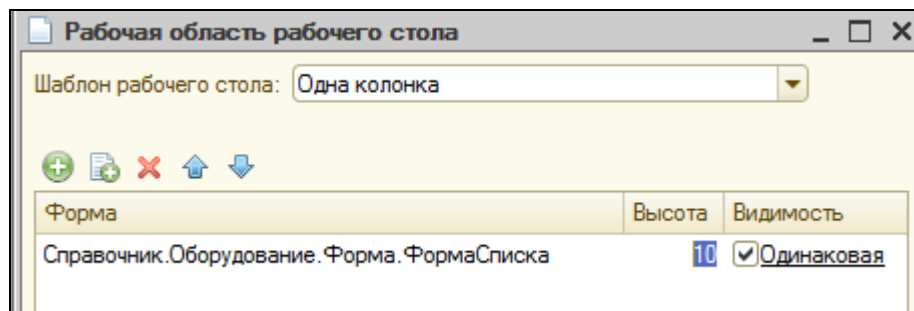 Рабочая область рабочего стола
Шаблон рабочего стола: Одна колонка
Форма Высота Видимость
Справочник.Оборудование.Форма.ФормаСписка 10 Одинаковая